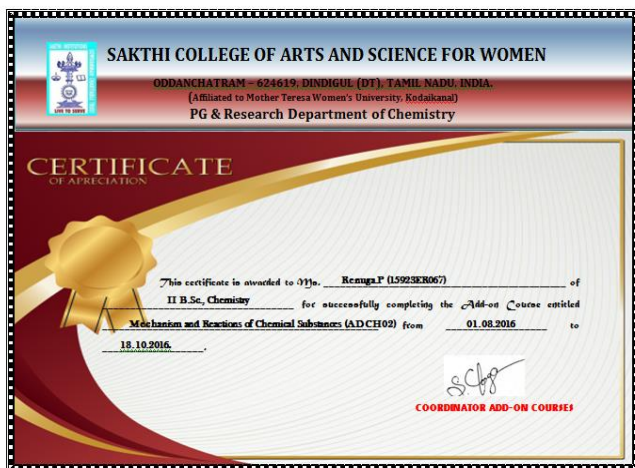 SAKTHI COLLEGE OF ARTS AND SCIENCE FOR WOMEN
ODDANCHATRAM – 624619, DINDIGUL (DT), TAMIL NADU, INDIA.
(Affiliated to Mother Teresa Women's University, Kodaikanal)
PG & Research Department of Chemistry
LIVE TO SERVE
CERTIFICATE
OF APRECIATION
This certificate is awarded to Ms. Renuga.P (15923ER067) of
II B.Sc., Chemistry for successfully completing the Add-on Course entitled
Mechanism and Reactions of Chemical Substances (ADCH02) from 01.08.2016 to
18.10.2016. .
COORDINATOR ADD-ON COURSES